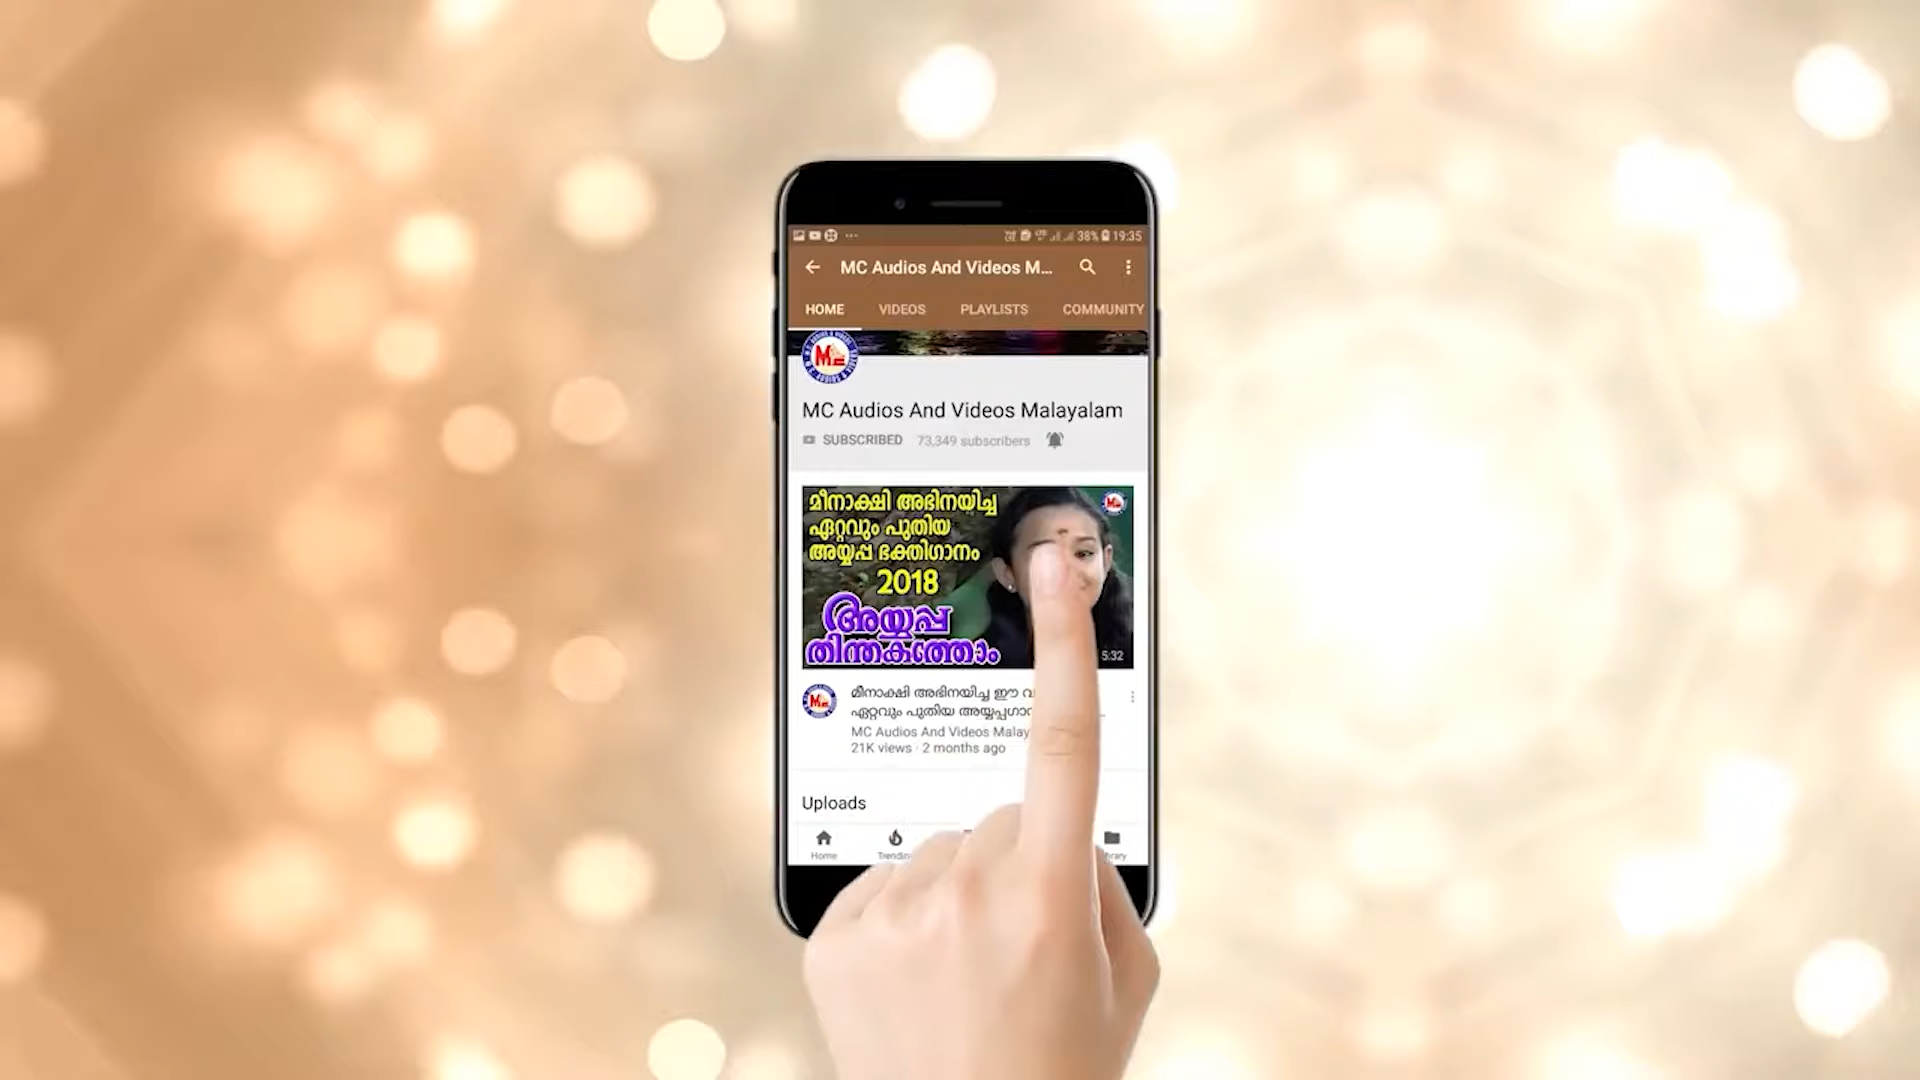 38% 19:35
MC Audios And Videos M...
HOME VIDEOS PLAYLISTS COMMUNITY
MC Audios And Videos Malayalam
SUBSCRIBED 73,349 subscribers
മീനാക്ഷി അഭിനയിച്ച
ഏറ്റവും പുതിയ
അയ്യപ്പ ഭക്തിഗാനം
2018
അയ്യപ്പ
തിന്തകത്തോം
5:32
മീനാക്ഷി അഭിനയിച്ച ഈ
ഏറ്റവും പുതിയ
MC Audios And Videos Malay
21K views · 2 months ago
Uploads
Home